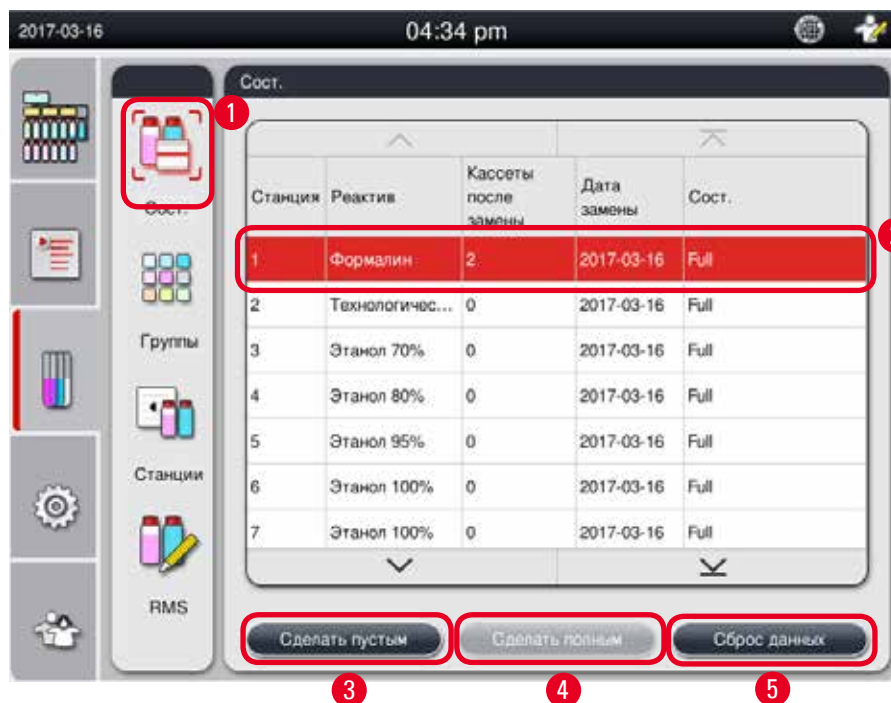 2017-03-16
04:34 pm
Сост.
1
Сост.
Группы
Станции
RMS
Станция Реактив Кассеты после замены Дата замены Сост.
1 Формалин 2 2017-03-16 Full
2 Технологичес... 0 2017-03-16 Full
3 Этанол 70% 0 2017-03-16 Full
4 Этанол 80% 0 2017-03-16 Full
5 Этанол 95% 0 2017-03-16 Full
6 Этанол 100% 0 2017-03-16 Full
7 Этанол 100% 0 2017-03-16 Full
Сделать пустым
Сделать полным
Сброс данных
3
4
5